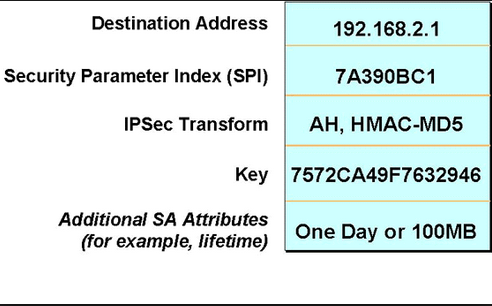 Destination Address 192.168.2.1
Security Parameter Index (SPI) 7A390BC1
IPSec Transform AH, HMAC-MD5
Key 7572CA49F7632946
Additional SA Attributes
(for example, lifetime) One Day or 100MB